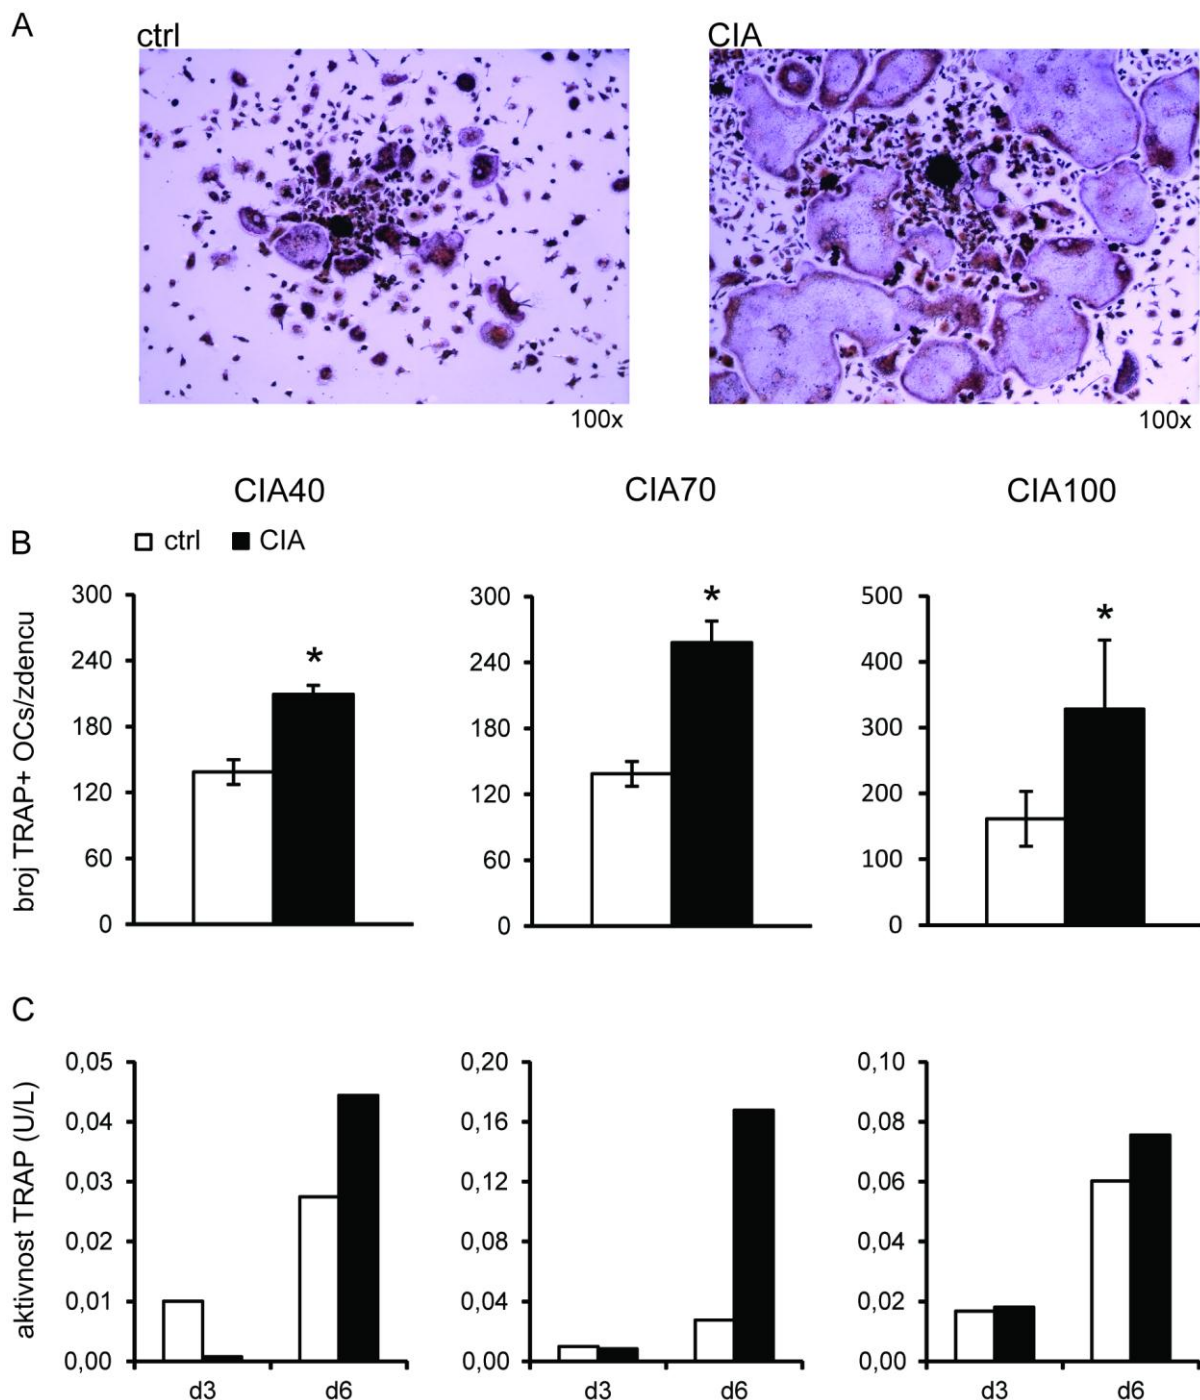 A
ctrl
CIA
100x
100x
CIA40
CIA70
CIA100
B
ctrl
CIA
broj TRAP+ OCs/zdencu
300
240
180
120
60
0
*
300
240
180
120
60
0
*
500
400
300
200
100
0
*
C
aktivnost TRAP (U/L)
0,05
0,04
0,03
0,02
0,01
0,00
d3
d6
0,20
0,16
0,12
0,08
0,04
0,00
d3
d6
0,10
0,08
0,06
0,04
0,02
0,00
d3
d6